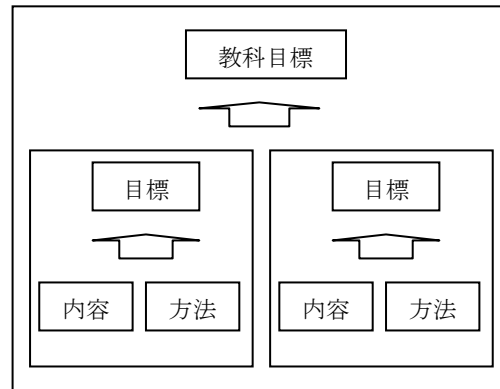 教科目標
目標 目標
内容 方法 内容 方法